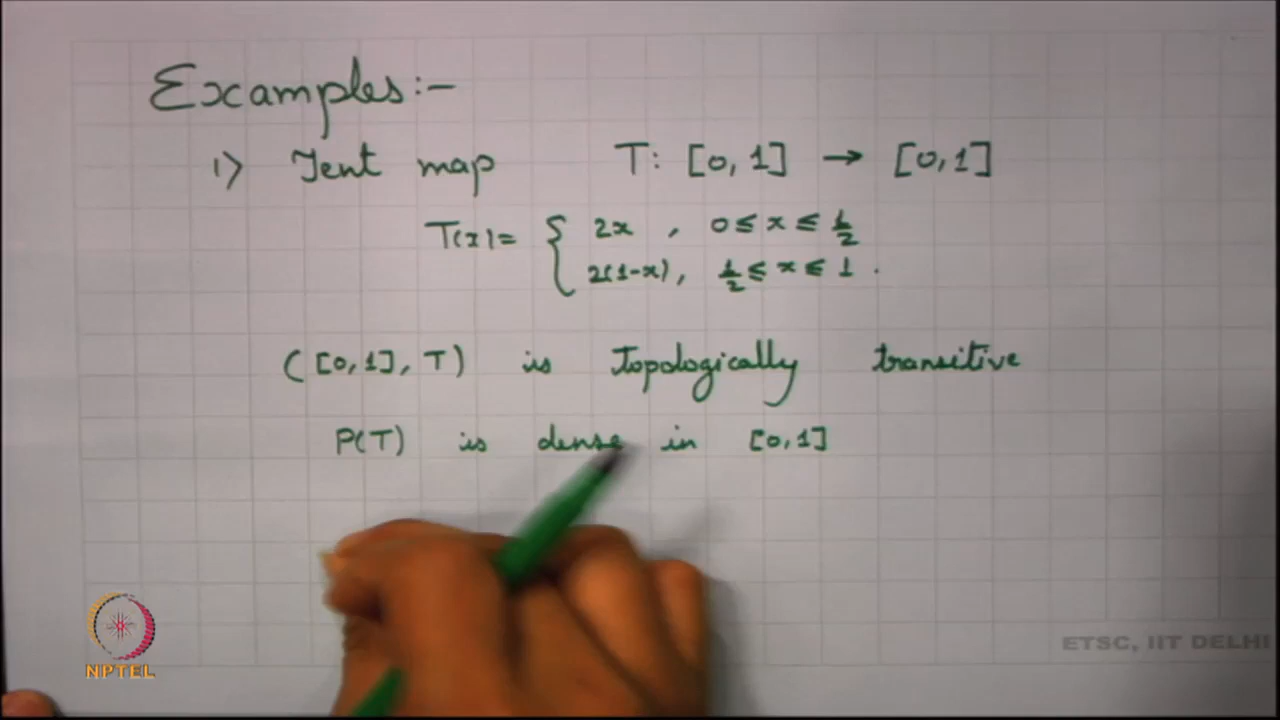 Examples:-
1) Tent map T: [0,1] → [0,1]
T(x)= { 2x , 0 ≤ x ≤ 1/2
2(1-x), 1/2 ≤ x ≤ 1 .
([0,1], T) is topologically transitive
P(T) is dense in [0,1]
NPTEL
ETSC, IIT DELHI